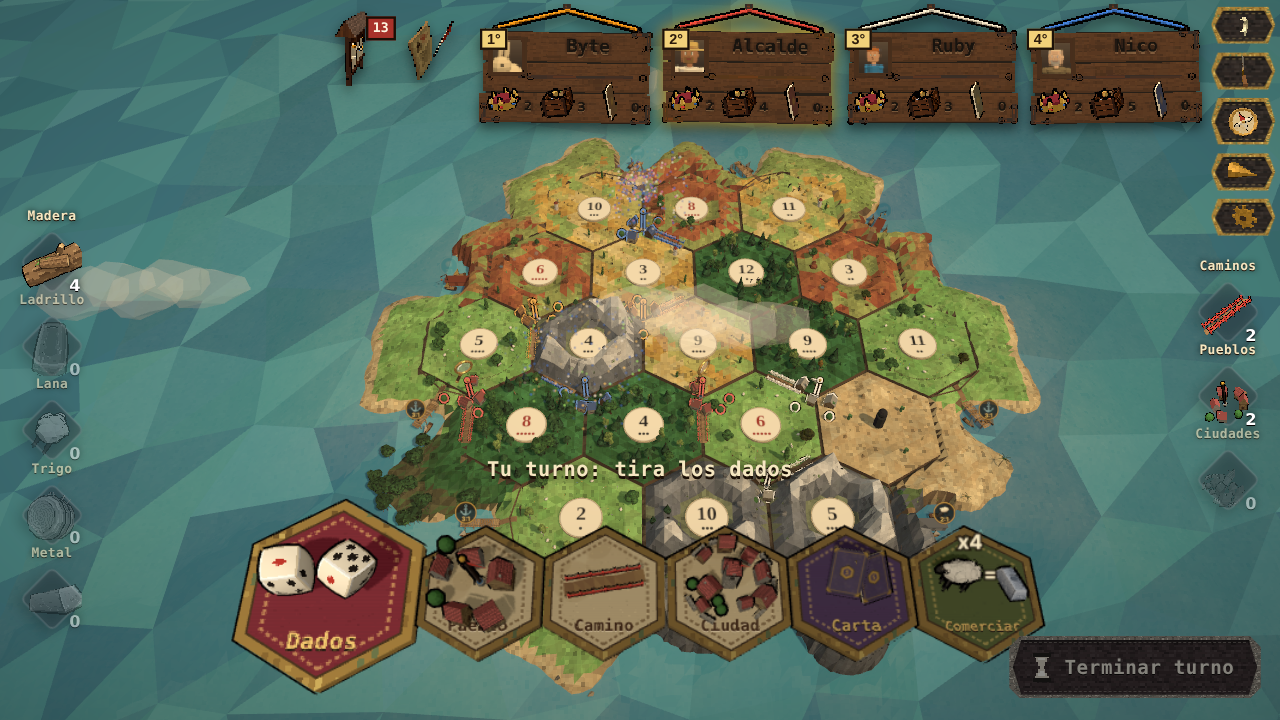 13
1° Byte
2 3 0
2° Alcalde
2 4 0
3° Ruby
2 3 0
4° Nico
2 5 0
Madera
4
Ladrillo
0
Lana
0
Trigo
0
Metal
0
Caminos
2
Pueblos
2
Ciudades
0
10 8 11
6 3 12 3
5 4 9 9 11
8 4 6
Tu turno: tira los dados
2 10 5
Dados
Pueblo
Camino
Ciudad
Carta
x4
=
Comerciar
Terminar turno